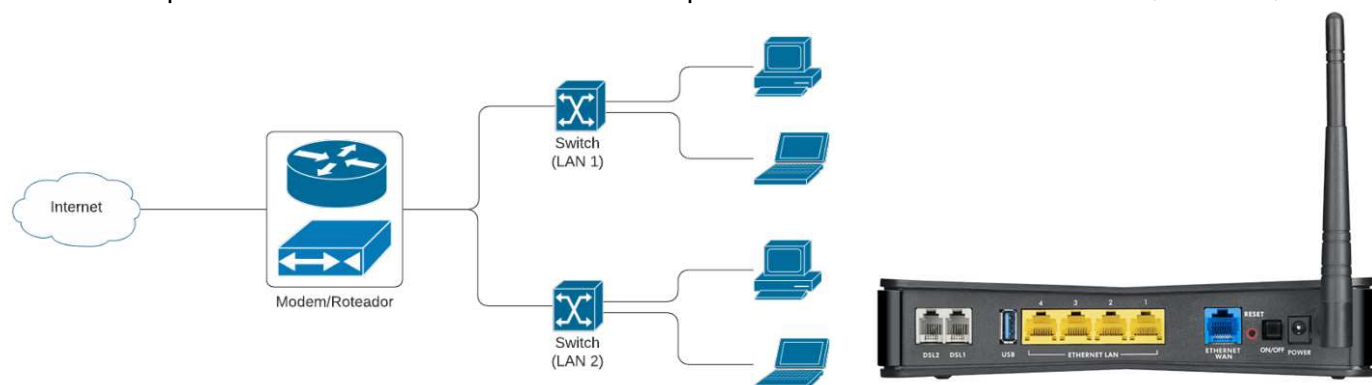 Internet
Modem/Roteador
Switch
(LAN 1)
Switch
(LAN 2)
4 3 2 1
RESET
DSL2 DSL1 USB ETHERNET LAN ETHERNET
WAN ON/OFF POWER